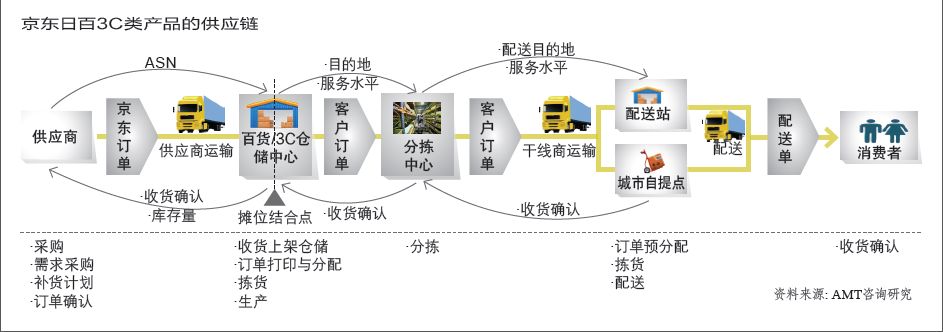 京东日百3C类产品的供应链
ASN
·目的地
·服务水平
·配送目的地
·服务水平
供应商
京东订单
供应商运输
百货/3C仓
储中心
客户订单
分拣
中心
客户订单
干线商运输
配送站
城市自提点
配送
配送单
消费者
·收货确认
·库存量
摊位结合点
·收货确认
·收货确认
·采购
·需求采购
·补货计划
·订单确认
·收货上架仓储
·订单打印与分配
·拣货
·生产
·分拣
·订单预分配
·拣货
·配送
·收货确认
资料来源: AMT咨询研究